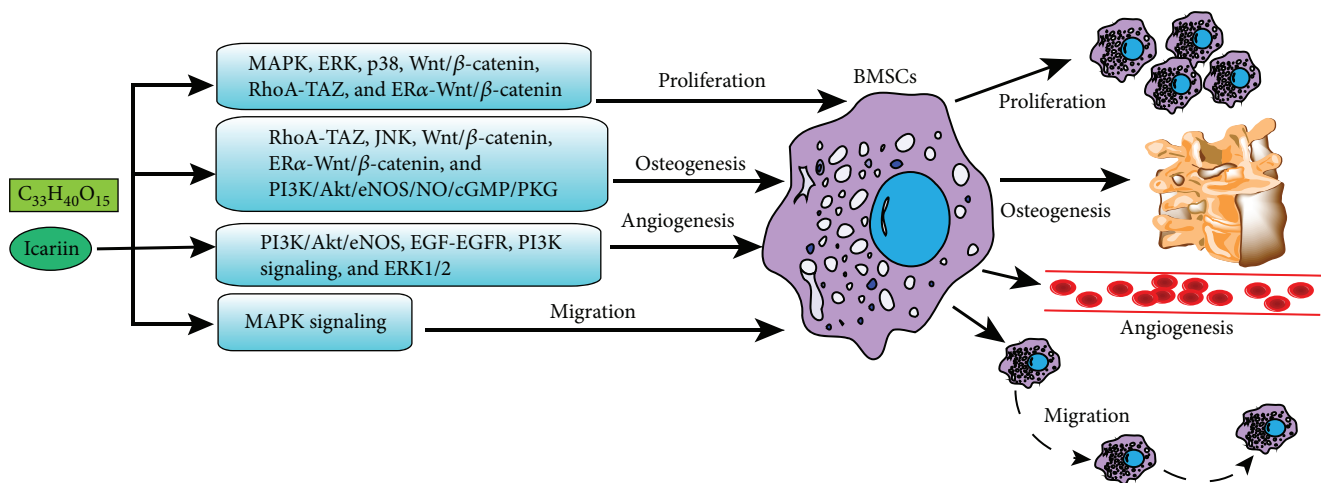 C₃₃H₄₀O₁₅
Icariin
MAPK, ERK, p38, Wnt/β-catenin,
RhoA-TAZ, and ERα-Wnt/β-catenin
RhoA-TAZ, JNK, Wnt/β-catenin,
ERα-Wnt/β-catenin, and
PI3K/Akt/eNOS/NO/cGMP/PKG
PI3K/Akt/eNOS, EGF-EGFR, PI3K
signaling, and ERK1/2
MAPK signaling
Proliferation
Osteogenesis
Angiogenesis
Migration
BMSCs
Proliferation
Osteogenesis
Angiogenesis
Migration